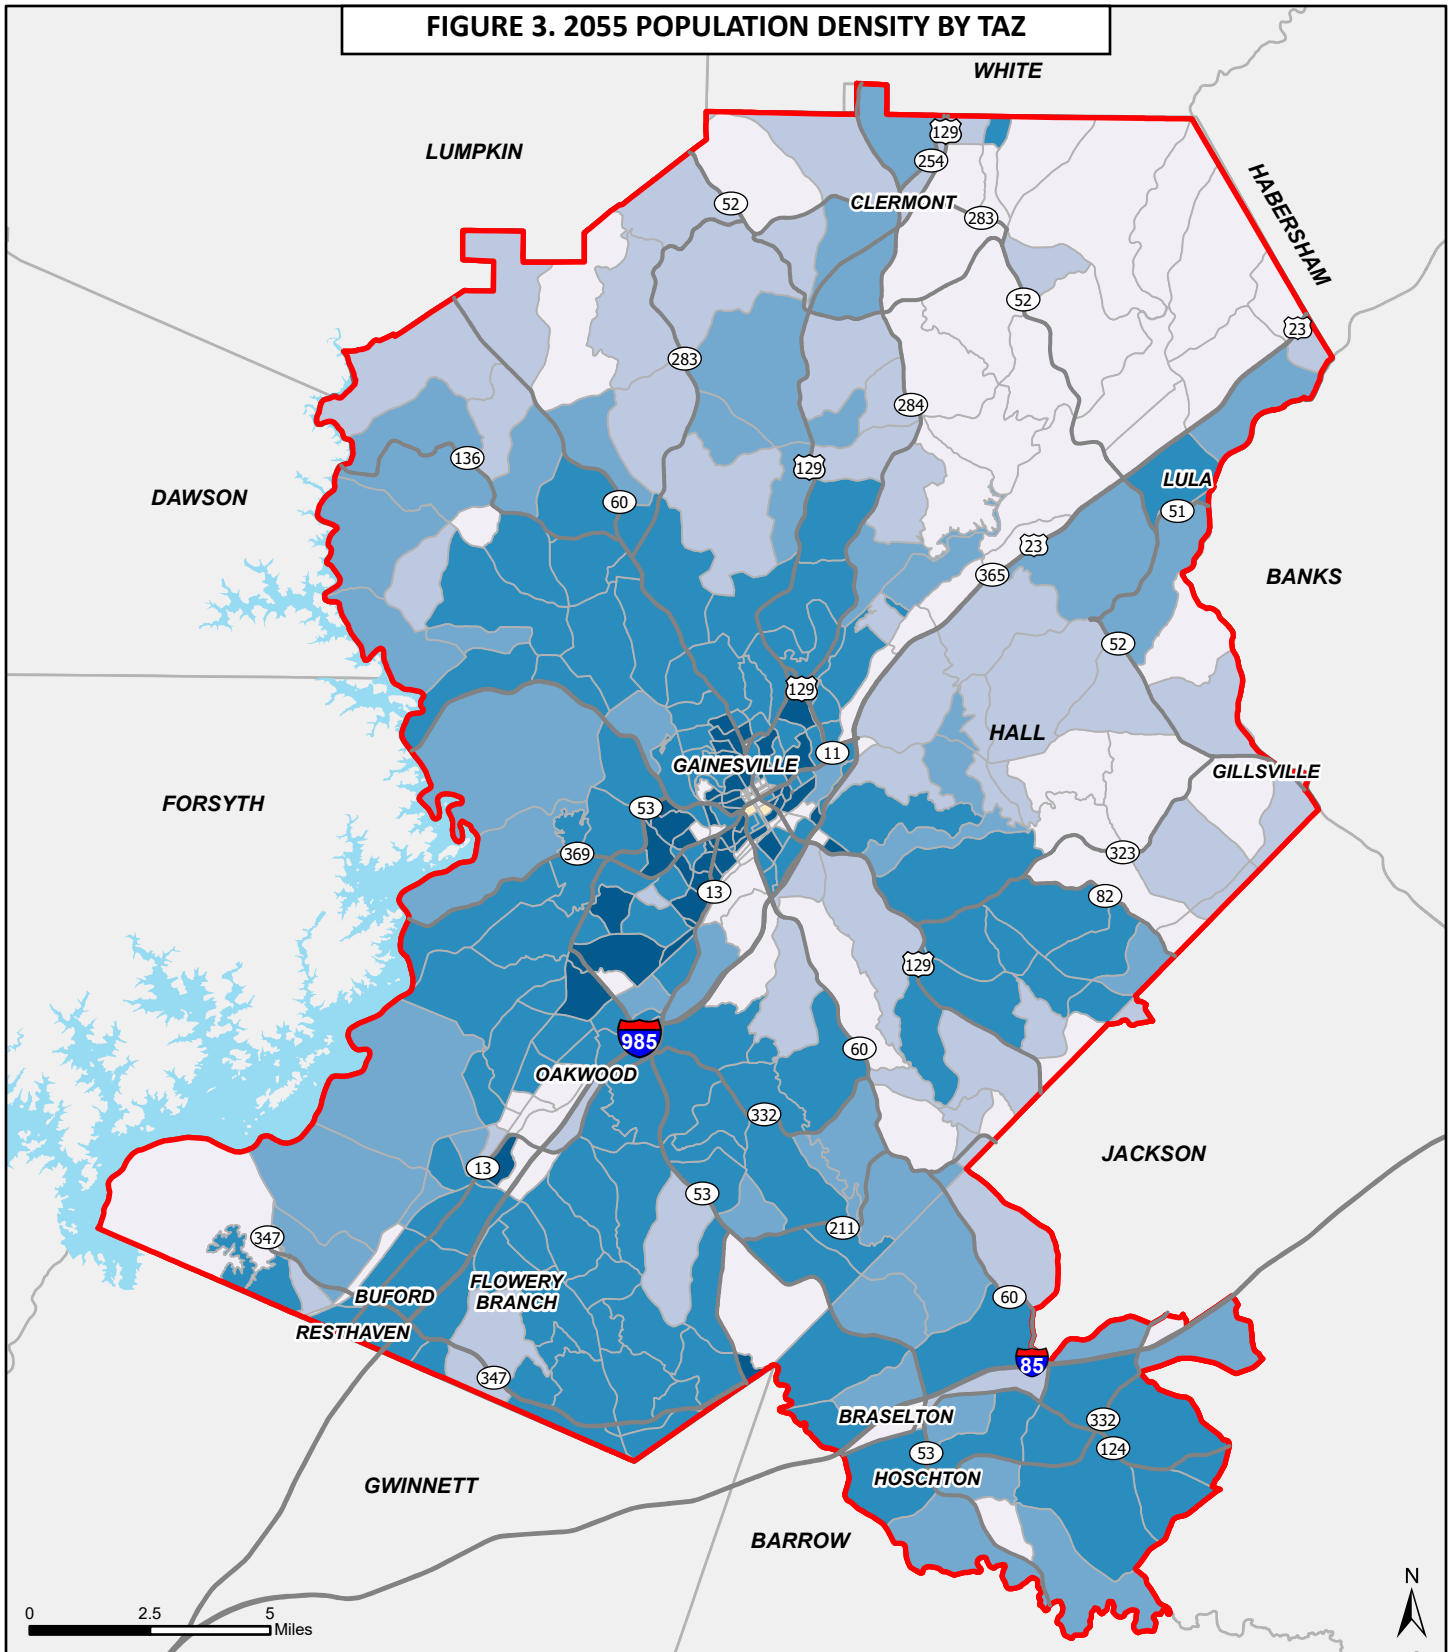 FIGURE 3. 2055 POPULATION DENSITY BY TAZ
WHITE
129
LUMPKIN
254
HABERSHAM
52
CLERMONT
283
52
23
283
284
136
129
LULA
DAWSON
60
51
23
365
BANKS
52
129
HALL
11
GAINESVILLE
GILLSVILLE
FORSYTH
53
369
323
13
82
129
985
60
OAKWOOD
332
JACKSON
13
53
211
347
FLOWERY
BRANCH
BUFORD
60
RESTHAVEN
85
347
BRASELTON
332
53
124
HOSCHTON
GWINNETT
BARROW
N
0 2.5 5
Miles